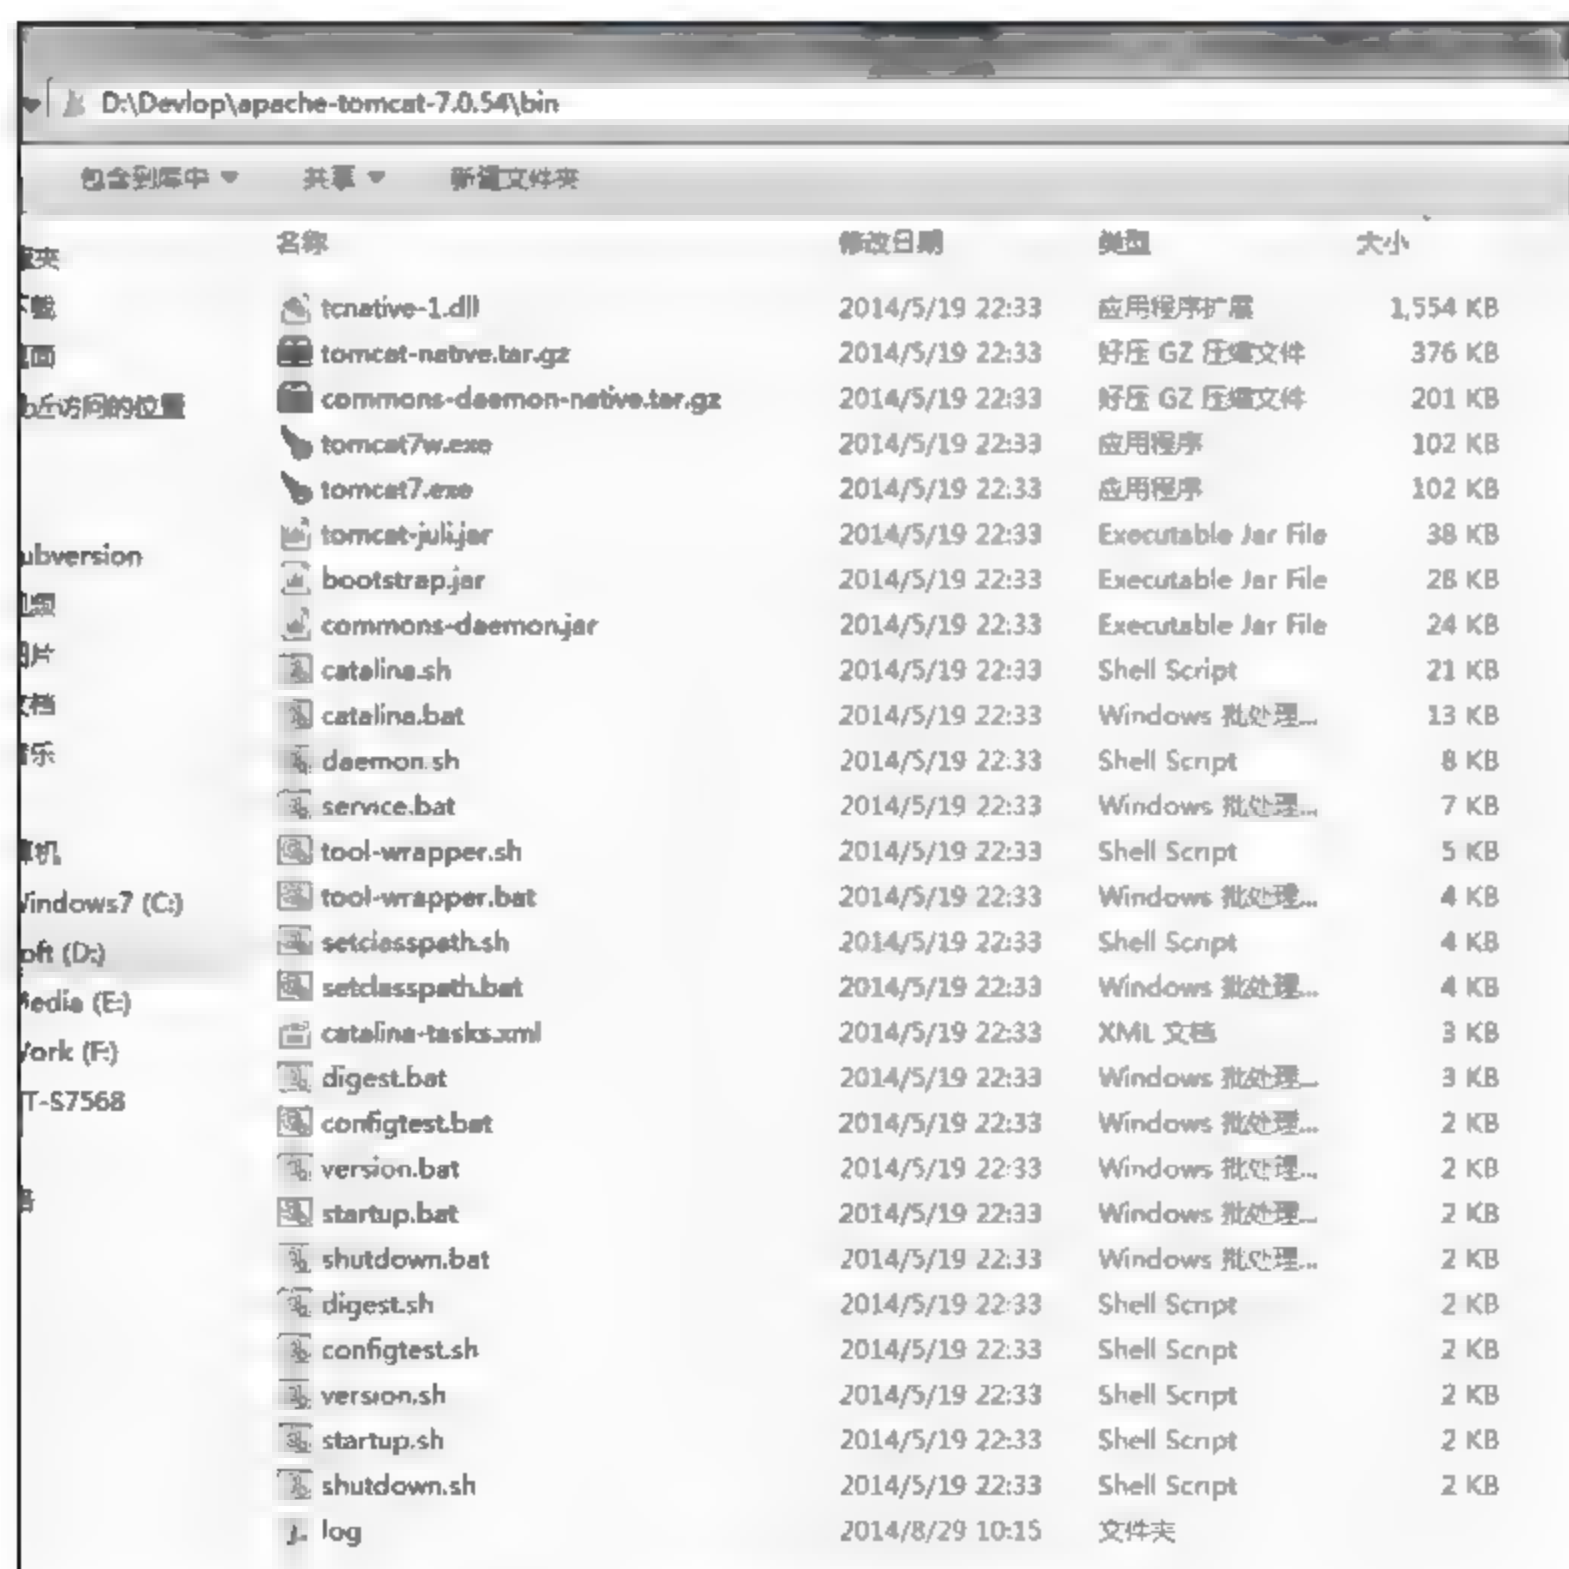 D:\Devlop\apache-tomcat-7.0.54\bin
包含到库中 共享 新建文件夹
名称 修改日期 类型 大小
tcnative-1.dll 2014/5/19 22:33 应用程序扩展 1,554 KB
tomcat-native.tar.gz 2014/5/19 22:33 好压 GZ 压缩文件 376 KB
commons-daemon-native.tar.gz 2014/5/19 22:33 好压 GZ 压缩文件 201 KB
tomcat7w.exe 2014/5/19 22:33 应用程序 102 KB
tomcat7.exe 2014/5/19 22:33 应用程序 102 KB
tomcat-juli.jar 2014/5/19 22:33 Executable Jar File 38 KB
bootstrap.jar 2014/5/19 22:33 Executable Jar File 28 KB
commons-daemon.jar 2014/5/19 22:33 Executable Jar File 24 KB
catalina.sh 2014/5/19 22:33 Shell Script 21 KB
catalina.bat 2014/5/19 22:33 Windows 批处理... 13 KB
daemon.sh 2014/5/19 22:33 Shell Script 8 KB
service.bat 2014/5/19 22:33 Windows 批处理... 7 KB
tool-wrapper.sh 2014/5/19 22:33 Shell Script 5 KB
tool-wrapper.bat 2014/5/19 22:33 Windows 批处理... 4 KB
setclasspath.sh 2014/5/19 22:33 Shell Script 4 KB
setclasspath.bat 2014/5/19 22:33 Windows 批处理... 4 KB
catalina-tasks.xml 2014/5/19 22:33 XML 文档 3 KB
digest.bat 2014/5/19 22:33 Windows 批处理... 3 KB
configtest.bat 2014/5/19 22:33 Windows 批处理... 2 KB
version.bat 2014/5/19 22:33 Windows 批处理... 2 KB
startup.bat 2014/5/19 22:33 Windows 批处理... 2 KB
shutdown.bat 2014/5/19 22:33 Windows 批处理... 2 KB
digest.sh 2014/5/19 22:33 Shell Script 2 KB
configtest.sh 2014/5/19 22:33 Shell Script 2 KB
version.sh 2014/5/19 22:33 Shell Script 2 KB
startup.sh 2014/5/19 22:33 Shell Script 2 KB
shutdown.sh 2014/5/19 22:33 Shell Script 2 KB
log 2014/8/29 10:15 文件夹
夹
载
面
近访问的位置
ubversion
频
片
文档
音乐
机
Windows7 (C:)
oft (D:)
Media (E:)
Work (F:)
T-S7568